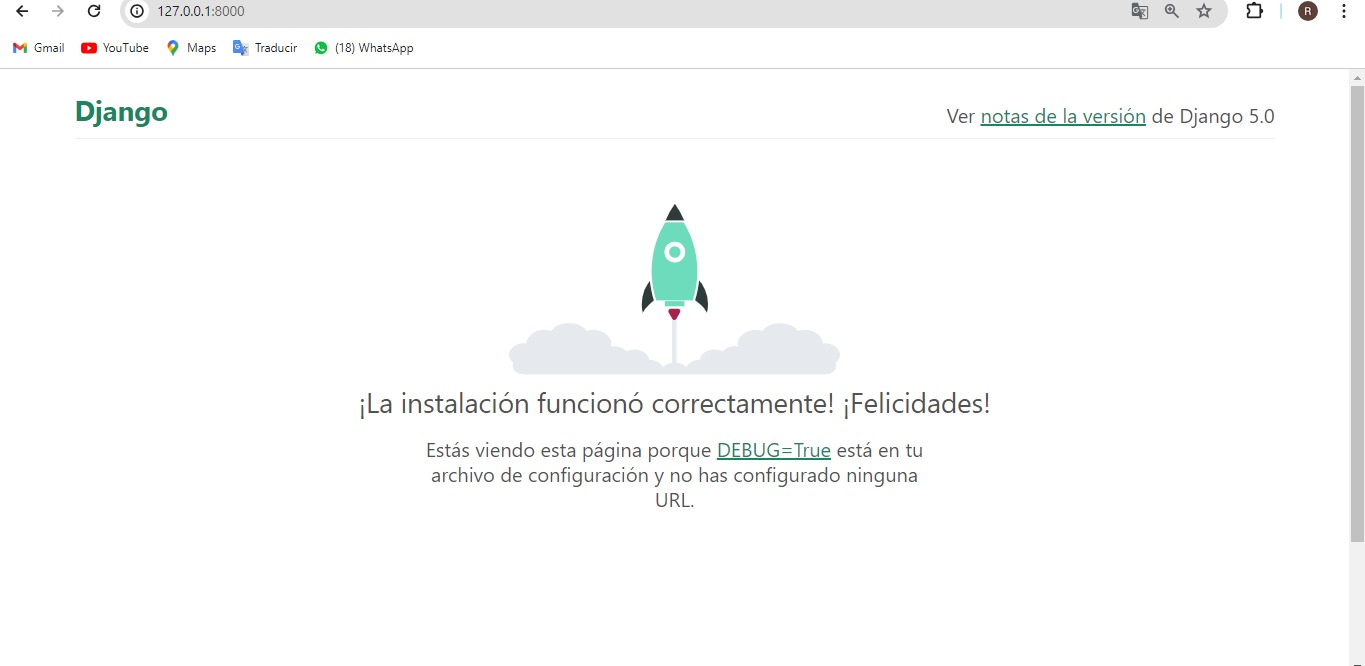 127.0.0.1:8000
R
Gmail YouTube Maps Traducir (18) WhatsApp
Django
Ver notas de la versión de Django 5.0
¡La instalación funcionó correctamente! ¡Felicidades!
Estás viendo esta página porque DEBUG=True está en tu
archivo de configuración y no has configurado ninguna
URL.